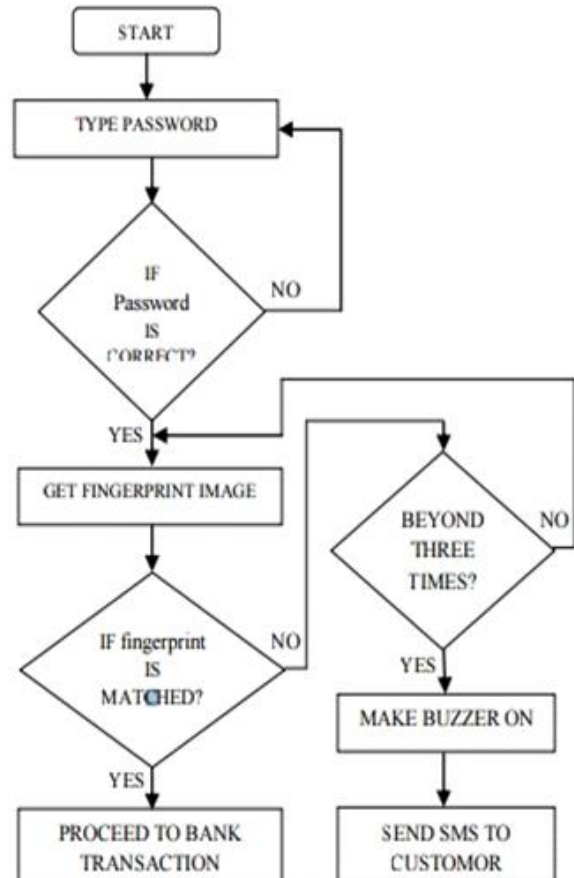 START
TYPE PASSWORD
IF
Password
IS
CORRECT?
NO
YES
GET FINGERPRINT IMAGE
IF fingerprint
IS
MATCHED?
NO
YES
PROCEED TO BANK
TRANSACTION
BEYOND
THREE
TIMES?
NO
YES
MAKE BUZZER ON
SEND SMS TO
CUSTOMOR